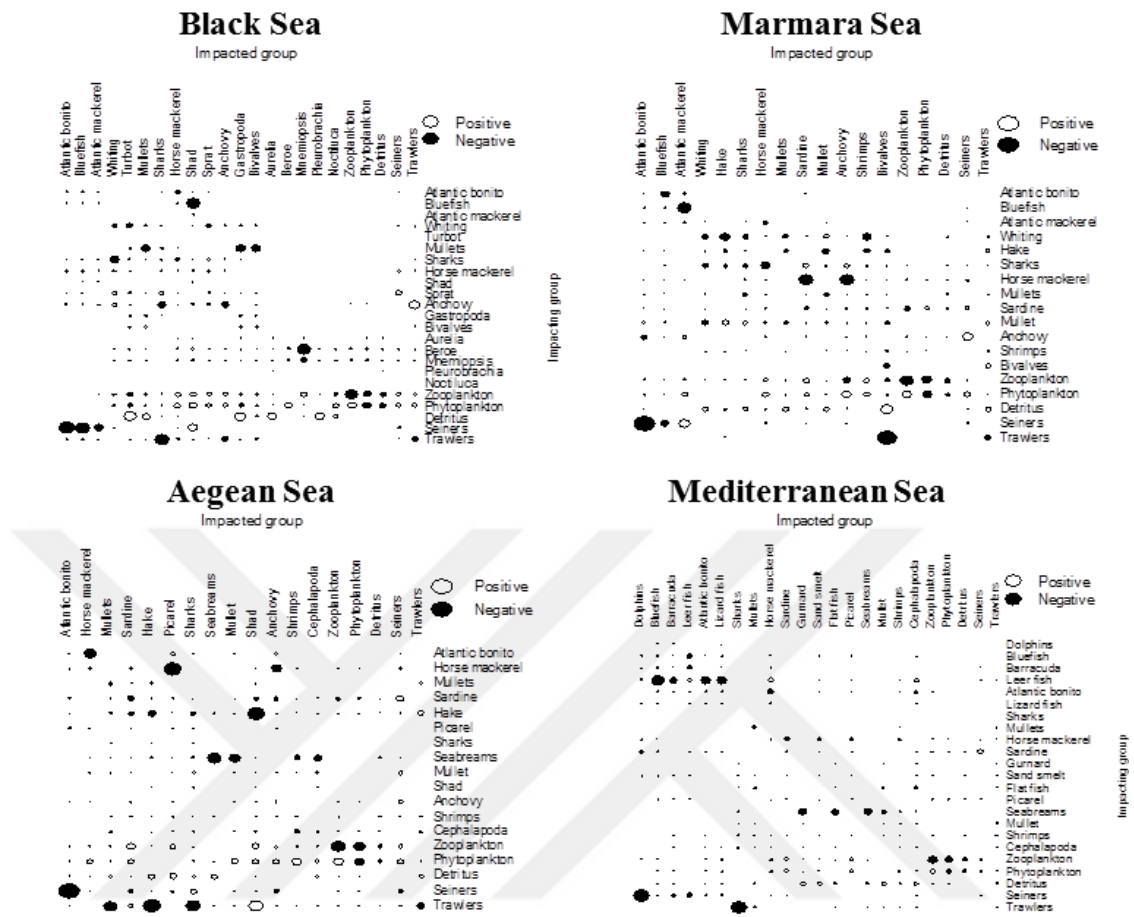 Black Sea
Impacted group
Atlantic bonito
Bluefish
Atlantic mackerel
Whiting
Turbot
Mullets
Sharks
Horse mackerel
Shad
Sprat
Anchovy
Gastropoda
Bivalves
Aurelia
Beroe
Mnemiopsis
Pleurobrachia
Noctiluca
Zooplankton
Phytoplankton
Detritus
Seiners
Trawlers
Positive
Negative
Atlantic bonito
Bluefish
Atlantic mackerel
Whiting
Turbot
Mullets
Sharks
Horse mackerel
Shad
Sprat
Anchovy
Gastropoda
Bivalves
Aurelia
Beroe
Mnemiopsis
Pleurobrachia
Noctiluca
Zooplankton
Phytoplankton
Detritus
Seiners
Trawlers
Impacting group
Marmara Sea
Impacted group
Atlantic bonito
Bluefish
Atlantic mackerel
Whiting
Hake
Sharks
Horse mackerel
Mullets
Sardine
Mullet
Anchovy
Shrimps
Bivalves
Zooplankton
Phytoplankton
Detritus
Seiners
Trawlers
Positive
Negative
Atlantic bonito
Bluefish
Atlantic mackerel
Whiting
Hake
Sharks
Horse mackerel
Mullets
Sardine
Mullet
Anchovy
Shrimps
Bivalves
Zooplankton
Phytoplankton
Detritus
Seiners
Trawlers
Aegean Sea
Impacted group
Atlantic bonito
Horse mackerel
Mullets
Sardine
Hake
Picarel
Sharks
Seabreams
Mullet
Shad
Anchovy
Shrimps
Cephalapoda
Zooplankton
Phytoplankton
Detritus
Seiners
Trawlers
Positive
Negative
Atlantic bonito
Horse mackerel
Mullets
Sardine
Hake
Picarel
Sharks
Seabreams
Mullet
Shad
Anchovy
Shrimps
Cephalapoda
Zooplankton
Phytoplankton
Detritus
Seiners
Trawlers
Mediterranean Sea
Impacted group
Dolphins
Bluefish
Barracuda
Leer fish
Atlantic bonito
Lizard fish
Sharks
Mullets
Horse mackerel
Sardine
Gurnard
Sand smelt
Flat fish
Picarel
Seabreams
Mullet
Shrimps
Cephalapoda
Zooplankton
Phytoplankton
Detritus
Seiners
Trawlers
Positive
Negative
Dolphins
Bluefish
Barracuda
Leer fish
Atlantic bonito
Lizard fish
Sharks
Mullets
Horse mackerel
Sardine
Gurnard
Sand smelt
Flat fish
Picarel
Seabreams
Mullet
Shrimps
Cephalapoda
Zooplankton
Phytoplankton
Detritus
Seiners
Trawlers
Impacting group